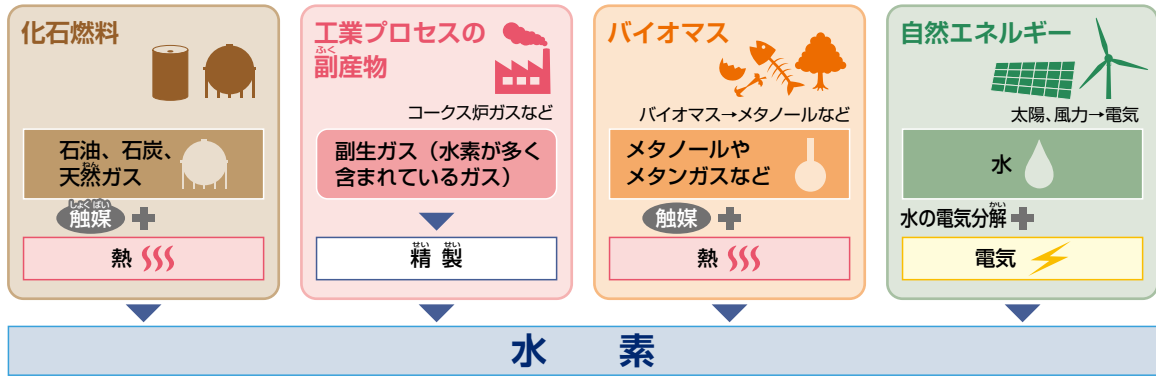 化石燃料
石油、石炭、
天然ガス
ねん
触媒
しょくばい
熱
工業プロセスの
副産物
ふく
コークス炉ガスなど
副生ガス（水素が多く
含まれているガス）
精製
せい せい
バイオマス
バイオマス→メタノールなど
メタノールや
メタンガスなど
触媒
熱
自然エネルギー
太陽、風力→電気
水
水の電気分解
かい
電気
水 素